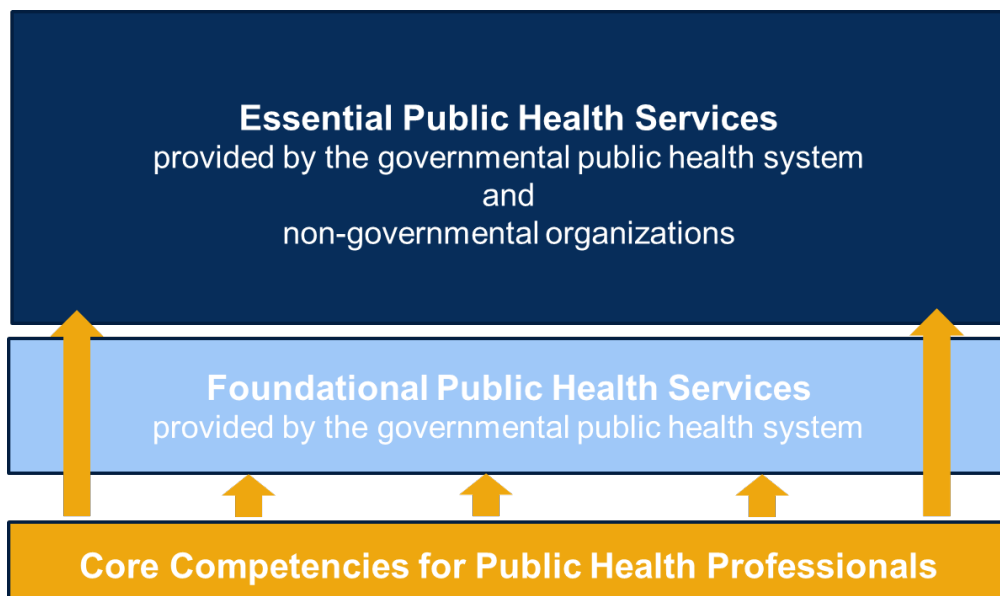 Essential Public Health Services
provided by the governmental public health system
and
non-governmental organizations
Foundational Public Health Services
provided by the governmental public health system
Core Competencies for Public Health Professionals